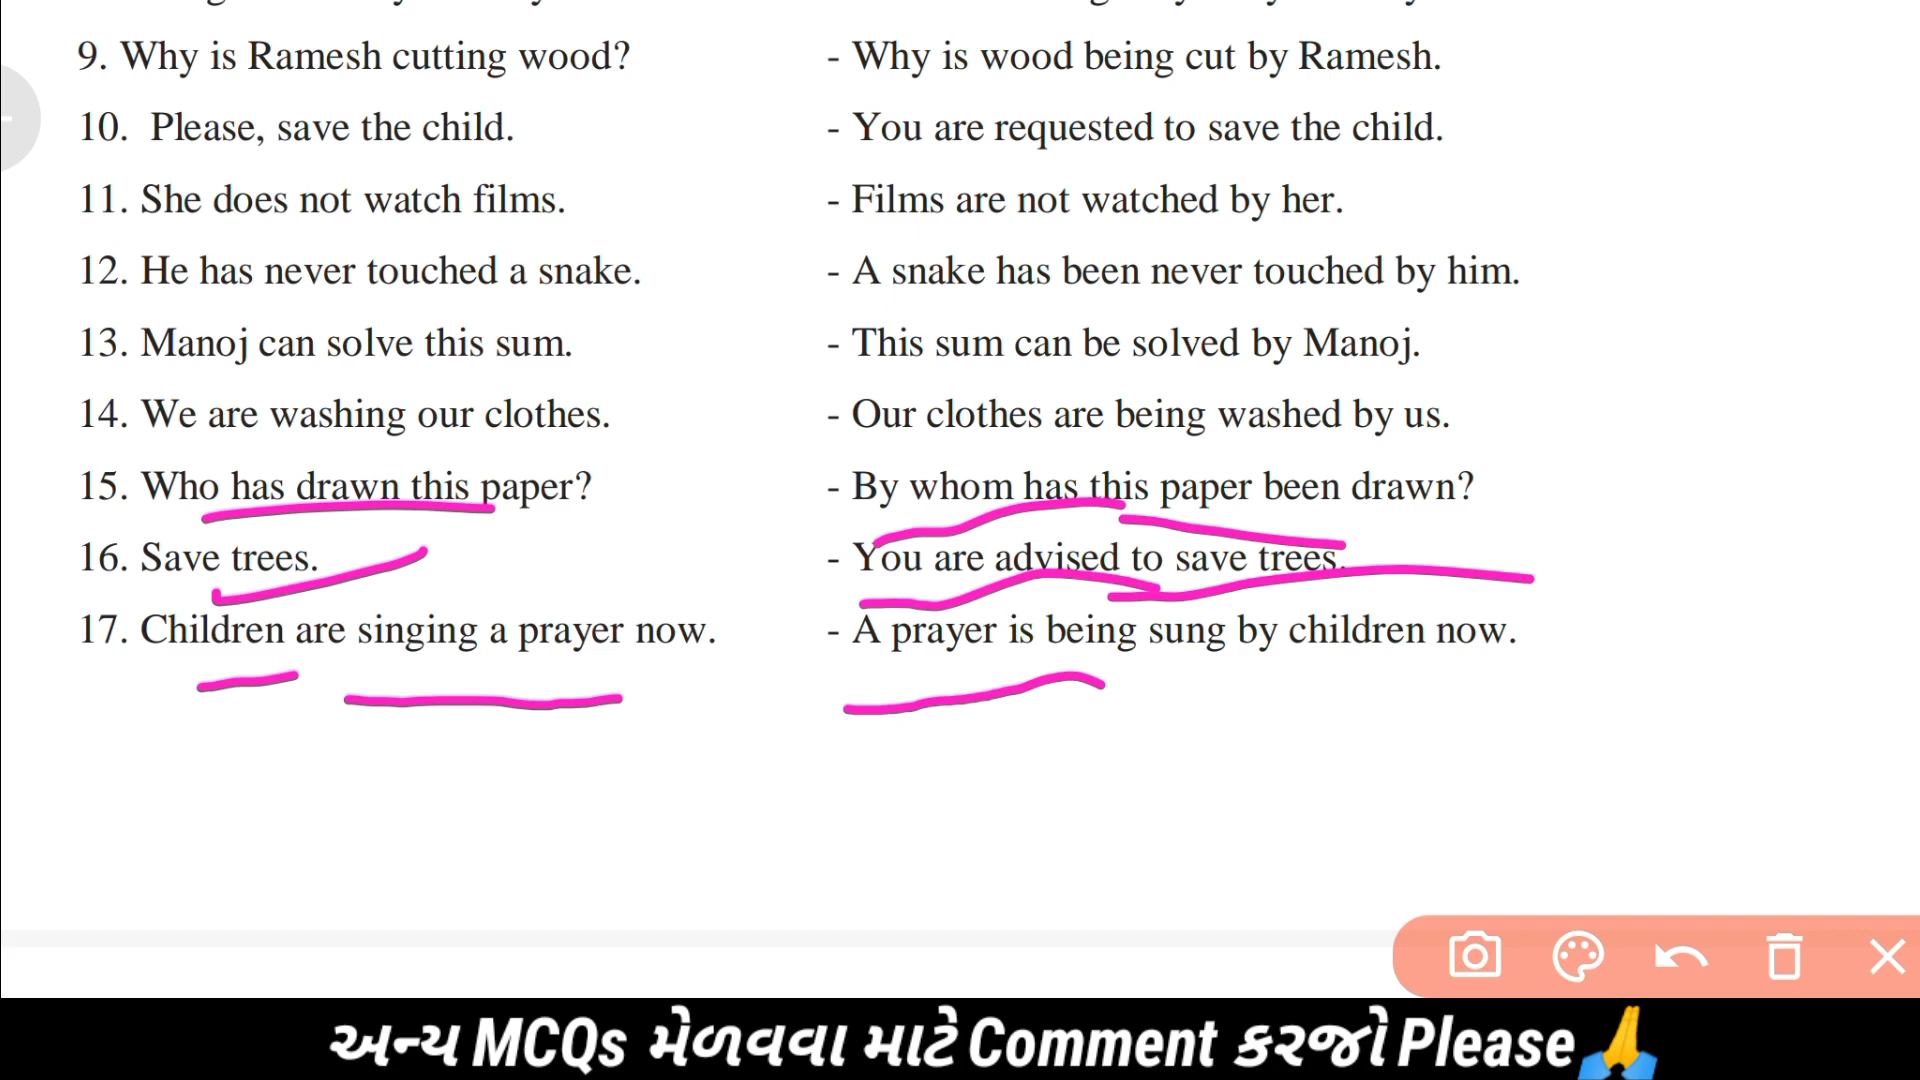 9. Why is Ramesh cutting wood? - Why is wood being cut by Ramesh.
10. Please, save the child. - You are requested to save the child.
11. She does not watch films. - Films are not watched by her.
12. He has never touched a snake. - A snake has been never touched by him.
13. Manoj can solve this sum. - This sum can be solved by Manoj.
14. We are washing our clothes. - Our clothes are being washed by us.
15. Who has drawn this paper? - By whom has this paper been drawn?
16. Save trees. - You are advised to save trees.
17. Children are singing a prayer now. - A prayer is being sung by children now.
અન્ય MCQs મેળવવા માટે Comment કરજો Please🙏